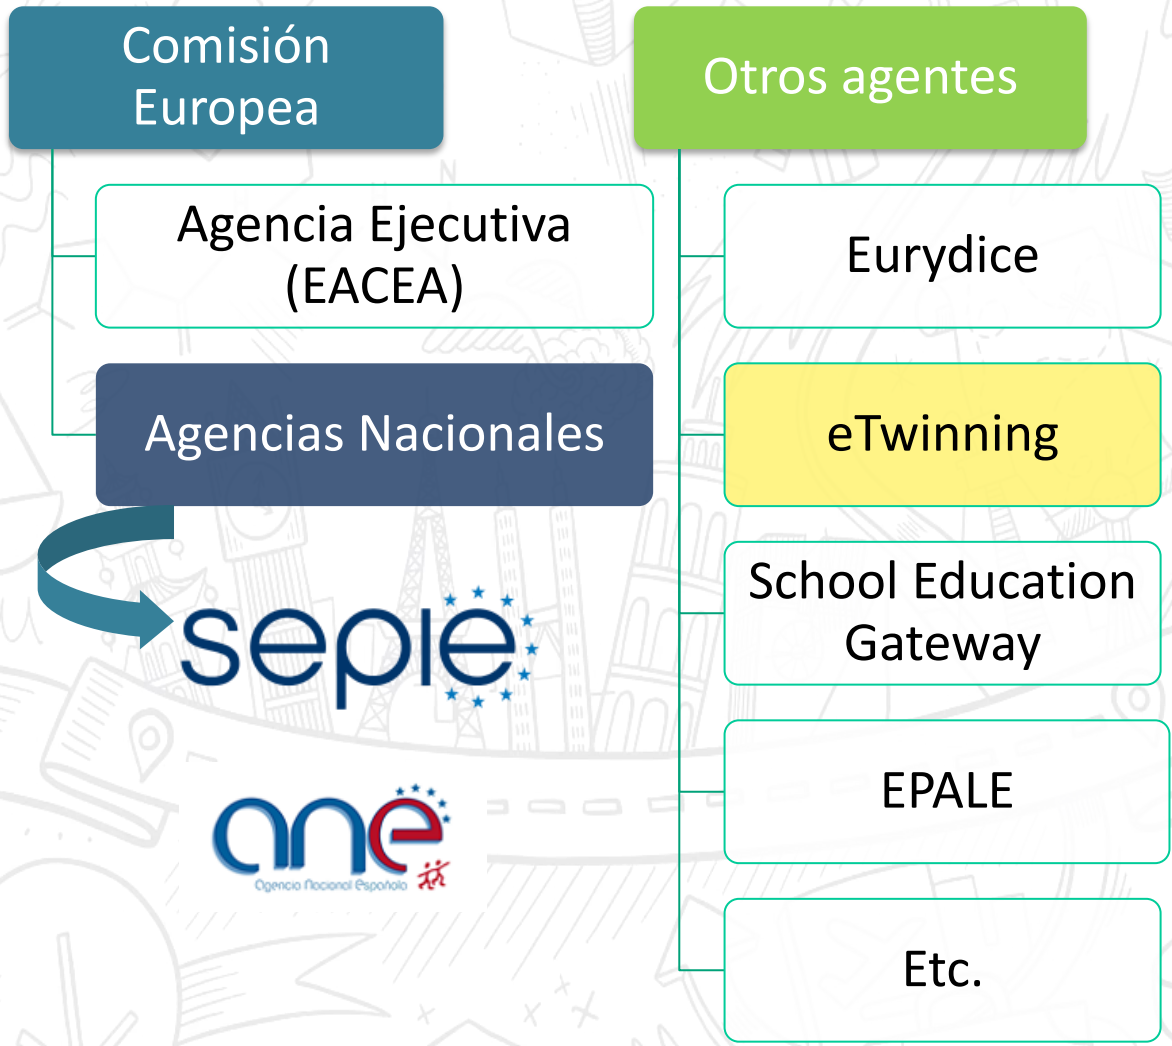 Comisión
Europea
Agencia Ejecutiva
(EACEA)
Agencias Nacionales
sepie
ane
Agencia Nacional Española
Otros agentes
Eurydice
eTwinning
School Education
Gateway
EPALE
Etc.
N